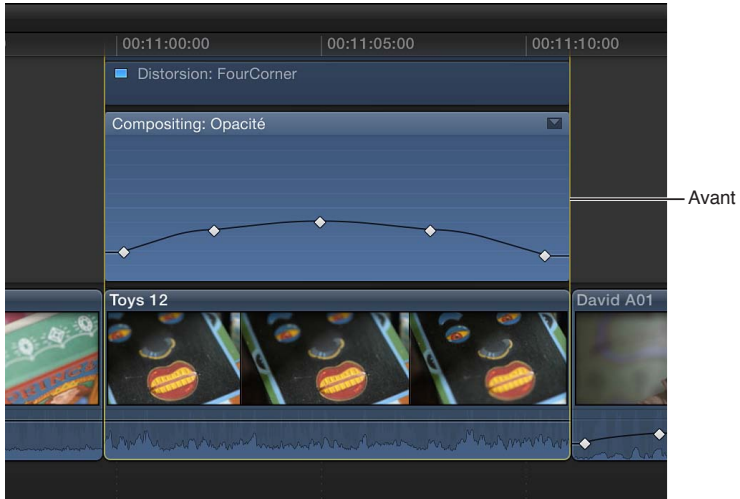 00:11:00:00
00:11:05:00
00:11:10:00
Distorsion: FourCorner
Compositing: Opacité
Avant
Toys 12
David A01